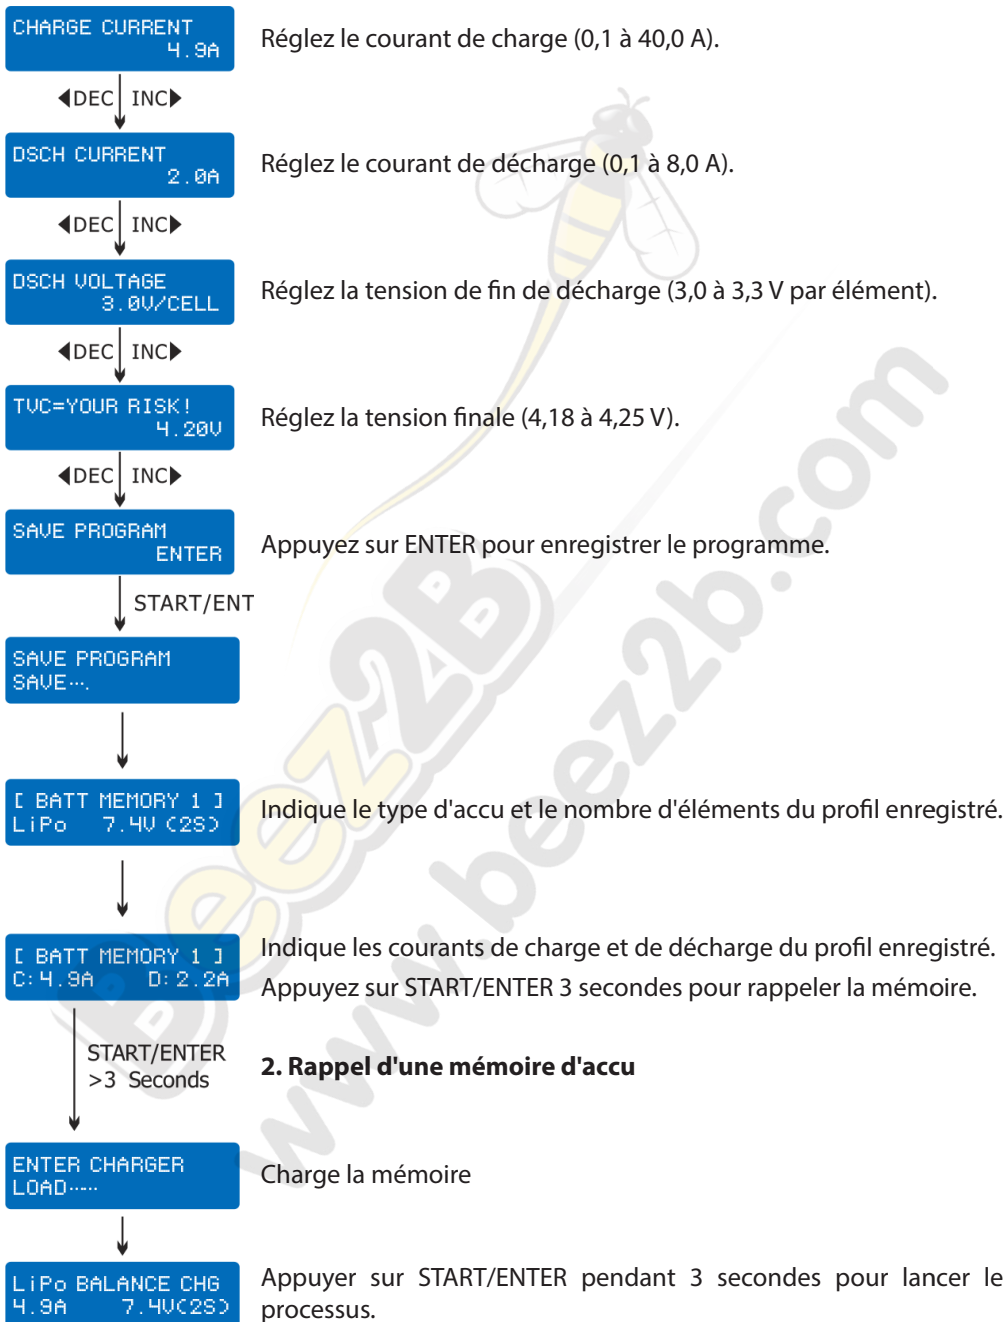 CHARGE CURRENT
4.9A
Réglez le courant de charge (0,1 à 40,0 A).
◀DEC INC▶
DSCH CURRENT
2.0A
Réglez le courant de décharge (0,1 à 8,0 A).
◀DEC INC▶
DSCH VOLTAGE
3.0V/CELL
Réglez la tension de fin de décharge (3,0 à 3,3 V par élément).
◀DEC INC▶
TVC=YOUR RISK!
4.20V
Réglez la tension finale (4,18 à 4,25 V).
◀DEC INC▶
SAVE PROGRAM
ENTER
Appuyez sur ENTER pour enregistrer le programme.
START/ENT
SAVE PROGRAM
SAVE….
[ BATT MEMORY 1 ]
LiPo 7.4V (2S)
Indique le type d'accu et le nombre d'éléments du profil enregistré.
[ BATT MEMORY 1 ]
C:4.9A D:2.2A
Indique les courants de charge et de décharge du profil enregistré.
Appuyez sur START/ENTER 3 secondes pour rappeler la mémoire.
START/ENTER
>3 Seconds
2. Rappel d'une mémoire d'accu
ENTER CHARGER
LOAD……
Charge la mémoire
LiPo BALANCE CHG
4.9A 7.4V(2S)
Appuyer sur START/ENTER pendant 3 secondes pour lancer le
processus.
Beez2B
www.beez2b.com